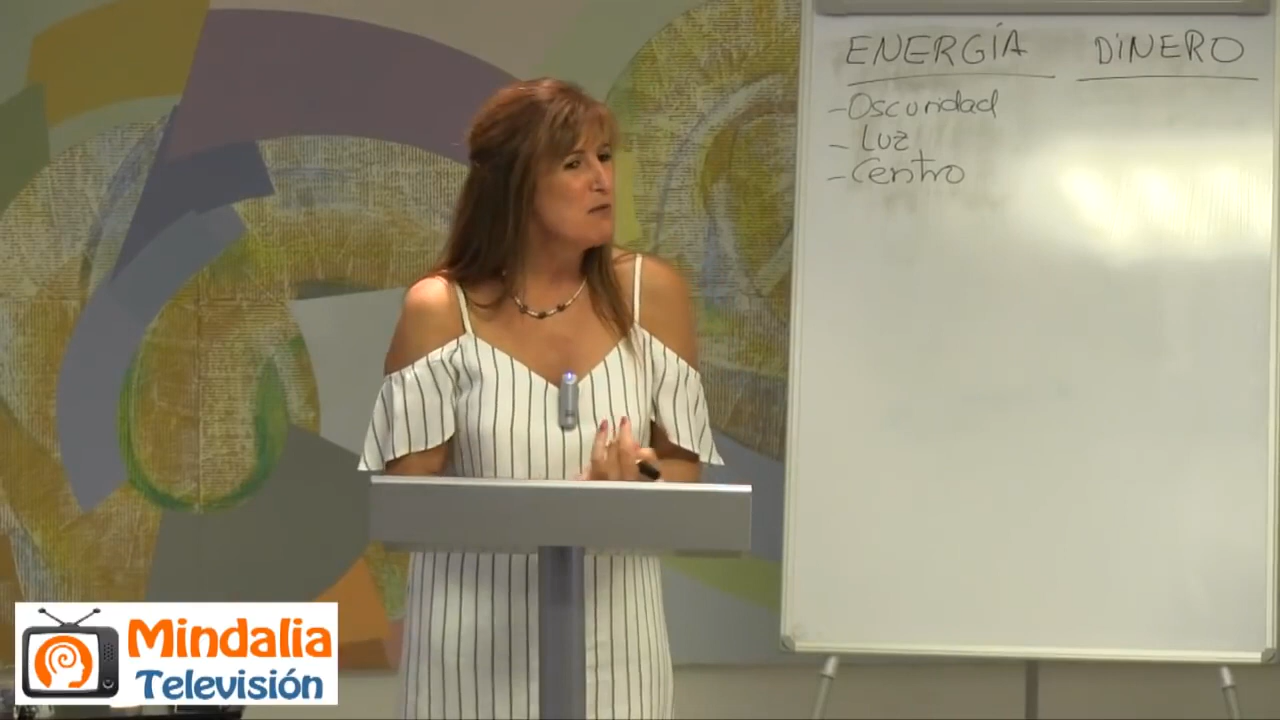 ENERGÍA DINERO
-Oscuridad
- Luz
-Centro
Mindalia
Televisión